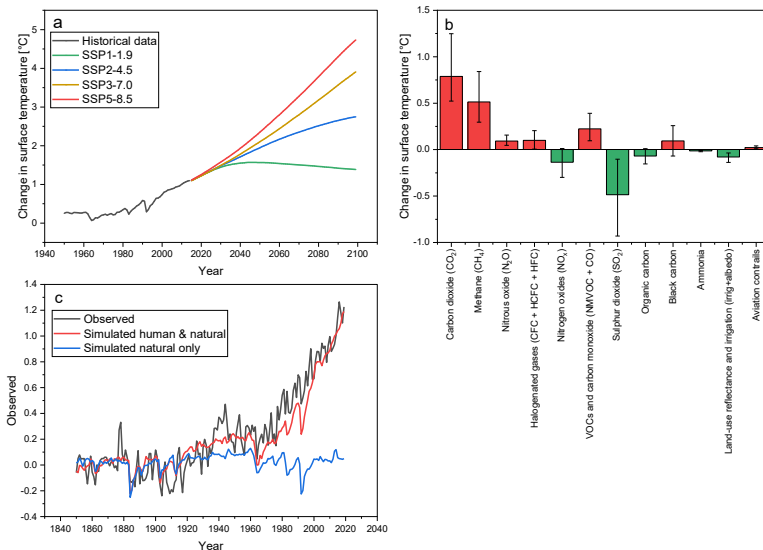 a
Historical data
SSP1-1.9
SSP2-4.5
SSP3-7.0
SSP5-8.5
Change in surface temperature [°C]
5
4
3
2
1
0
1940 1960 1980 2000 2020 2040 2060 2080 2100
Year
b
Change in surface temperature [°C]
1.5
1.0
0.5
0.0
-0.5
-1.0
Carbon dioxide (CO₂)
Methane (CH₄)
Nitrous oxide (N₂O)
Halogenated gases (CFC + HCFC + HFC)
Nitrogen oxides (NOₓ)
VOCs and carbon monoxide (NMVOC + CO)
Sulphur dioxide (SO₂)
Organic carbon
Black carbon
Ammonia
Land-use reflectance and irrigation (irrig+albedo)
Aviation contrails
c
Observed
Simulated human & natural
Simulated natural only
Observed
1.2
1.0
0.8
0.6
0.4
0.2
0.0
-0.2
-0.4
1840 1860 1880 1900 1920 1940 1960 1980 2000 2020 2040
Year